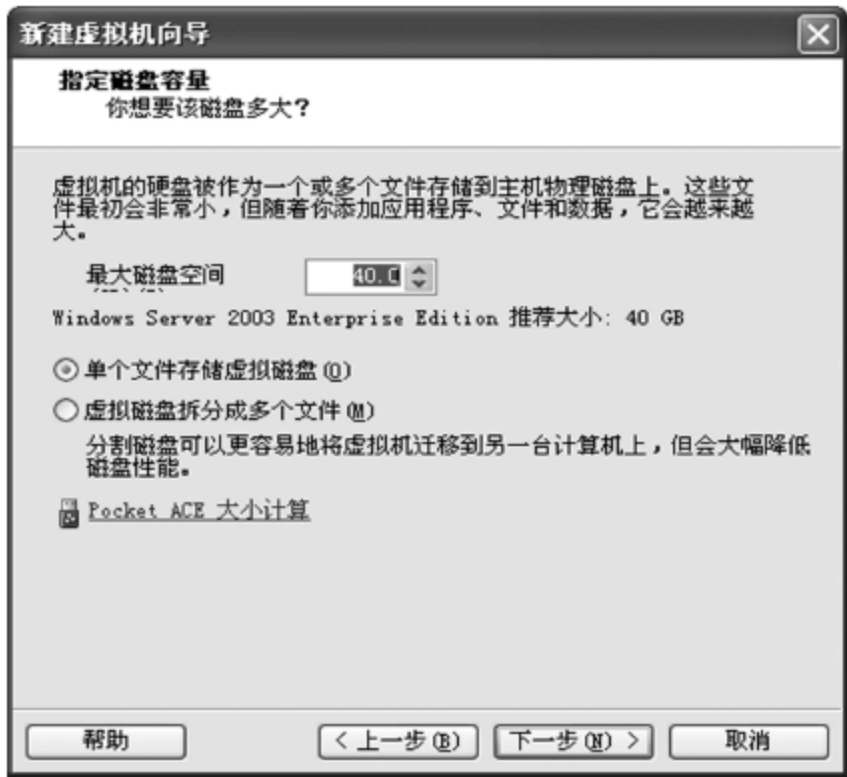 新建虚拟机向导
指定磁盘容量
你想要该磁盘多大?
虚拟机的硬盘被作为一个或多个文件存储到主机物理磁盘上。这些文
件最初会非常小,但随着你添加应用程序、文件和数据,它会越来越
大。
最大磁盘空间 40.0
Windows Server 2003 Enterprise Edition 推荐大小: 40 GB
单个文件存储虚拟磁盘(O)
虚拟磁盘拆分成多个文件(M)
分割磁盘可以更容易地将虚拟机迁移到另一台计算机上,但会大幅降低
磁盘性能。
Pocket ACE 大小计算
帮助 < 上一步(B) 下一步(N) > 取消